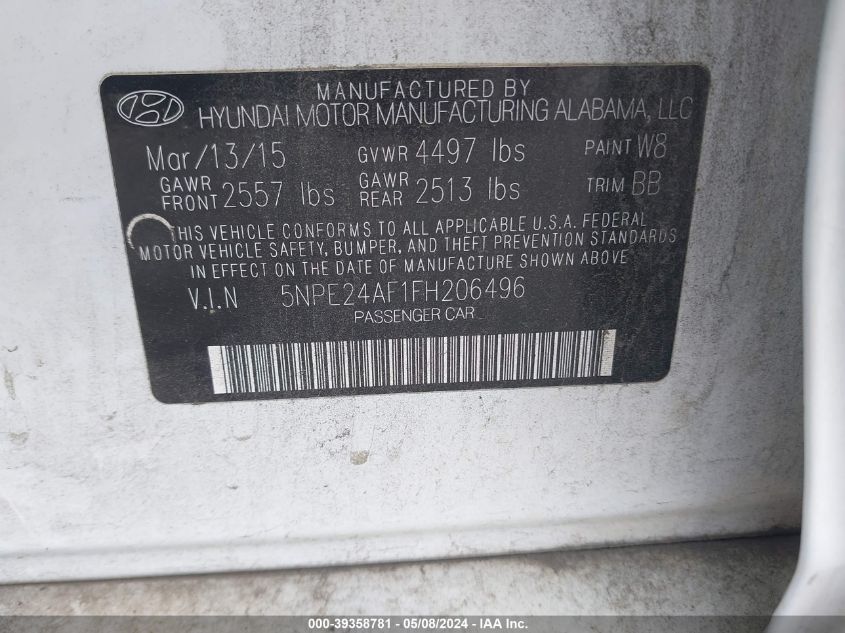 MANUFACTURED BY
HYUNDAI MOTOR MANUFACTURING ALABAMA, LLC
Mar/13/15 GVWR 4497 lbs PAINT W8
GAWR FRONT 2557 lbs GAWR REAR 2513 lbs TRIM BB
THIS VEHICLE CONFORMS TO ALL APPLICABLE U.S.A. FEDERAL
MOTOR VEHICLE SAFETY, BUMPER, AND THEFT PREVENTION STANDARDS
IN EFFECT ON THE DATE OF MANUFACTURE SHOWN ABOVE
V.I.N 5NPE24AF1FH206496
PASSENGER CAR
000-39358781 - 05/08/2024 - IAA Inc.